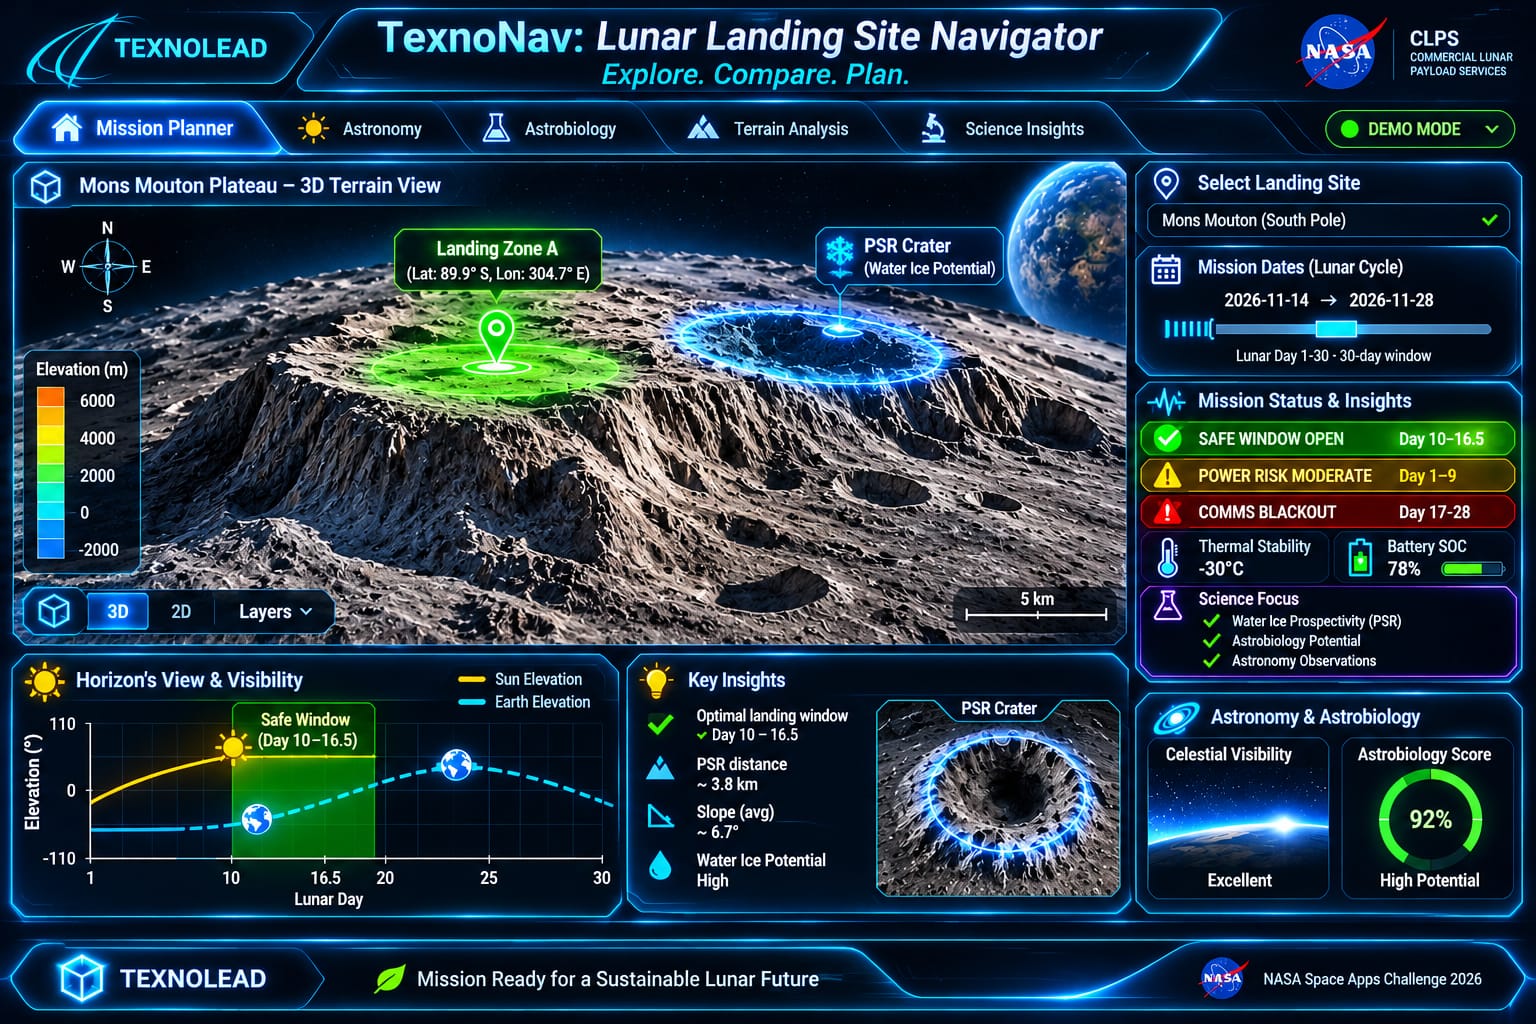 TEXNOLEAD
TexnoNav: Lunar Landing Site Navigator
Explore. Compare. Plan.
NASA
CLPS
COMMERCIAL LUNAR
PAYLOAD SERVICES
Mission Planner
Astronomy
Astrobiology
Terrain Analysis
Science Insights
DEMO MODE
Mons Mouton Plateau – 3D Terrain View
N
W
E
S
Landing Zone A
(Lat: 89.9° S, Lon: 304.7° E)
PSR Crater
(Water Ice Potential)
Elevation (m)
6000
4000
2000
0
-2000
3D
2D
Layers
5 km
Select Landing Site
Mons Mouton (South Pole)
Mission Dates (Lunar Cycle)
2026-11-14 → 2026-11-28
Lunar Day 1-30 - 30-day window
Mission Status & Insights
SAFE WINDOW OPEN Day 10–16.5
POWER RISK MODERATE Day 1–9
COMMS BLACKOUT Day 17-28
Thermal Stability
-30°C
Battery SOC
78%
Science Focus
Water Ice Prospectivity (PSR)
Astrobiology Potential
Astronomy Observations
Horizon's View & Visibility
Sun Elevation
Earth Elevation
Safe Window
(Day 10–16.5)
Elevation (°)
110
0
-110
1
10
16.5
20
25
30
Lunar Day
Key Insights
Optimal landing window
Day 10 – 16.5
PSR distance
~ 3.8 km
Slope (avg)
~ 6.7°
Water Ice Potential
High
PSR Crater
Astronomy & Astrobiology
Celestial Visibility
Excellent
Astrobiology Score
92%
High Potential
TEXNOLEAD
Mission Ready for a Sustainable Lunar Future
NASA
NASA Space Apps Challenge 2026